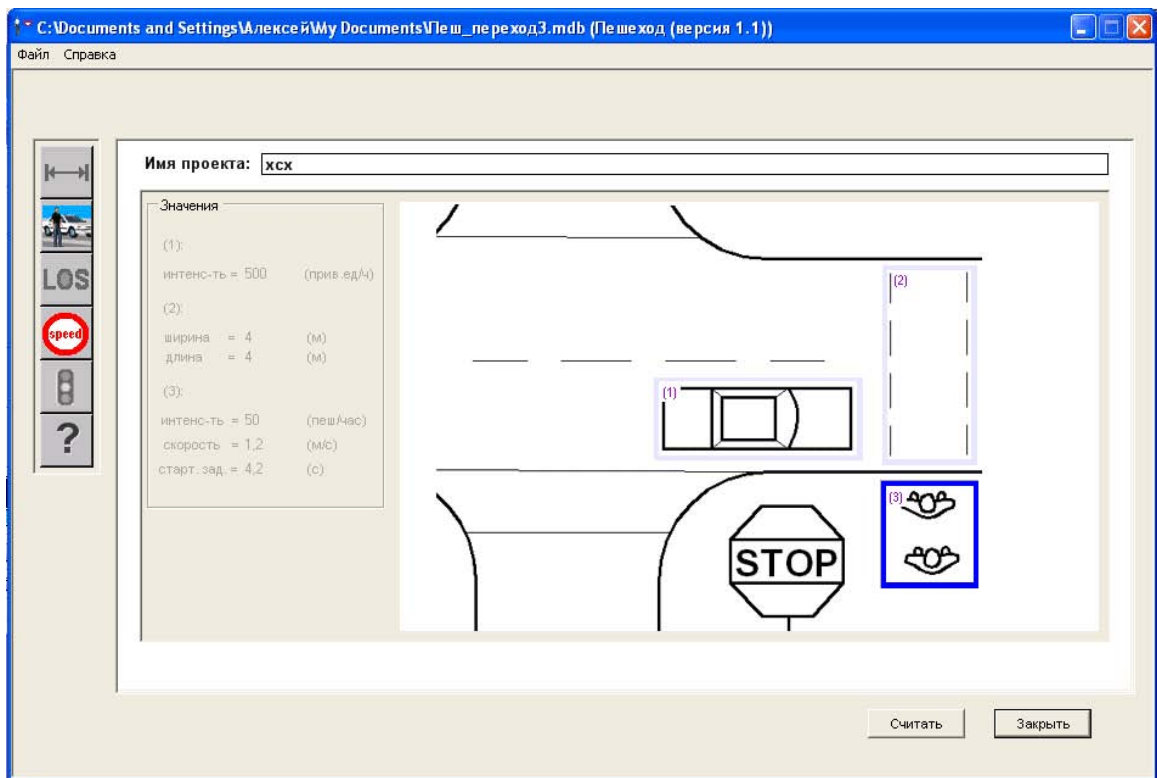 C:\Documents and Settings\Алексей\My Documents\Пеш_переход3.mdb (Пешеход (версия 1.1))
Файл Справка
Имя проекта: xcx
Значения
(1):
интенс-ть = 500 (прив.ед/ч)
(2):
ширина = 4 (м)
длина = 4 (м)
(3):
интенс-ть = 50 (пеш/час)
скорость = 1,2 (м/с)
старт. зад. = 4,2 (с)
LOS
speed
?
(2)
(1)
(3)
STOP
Считать Закрыть